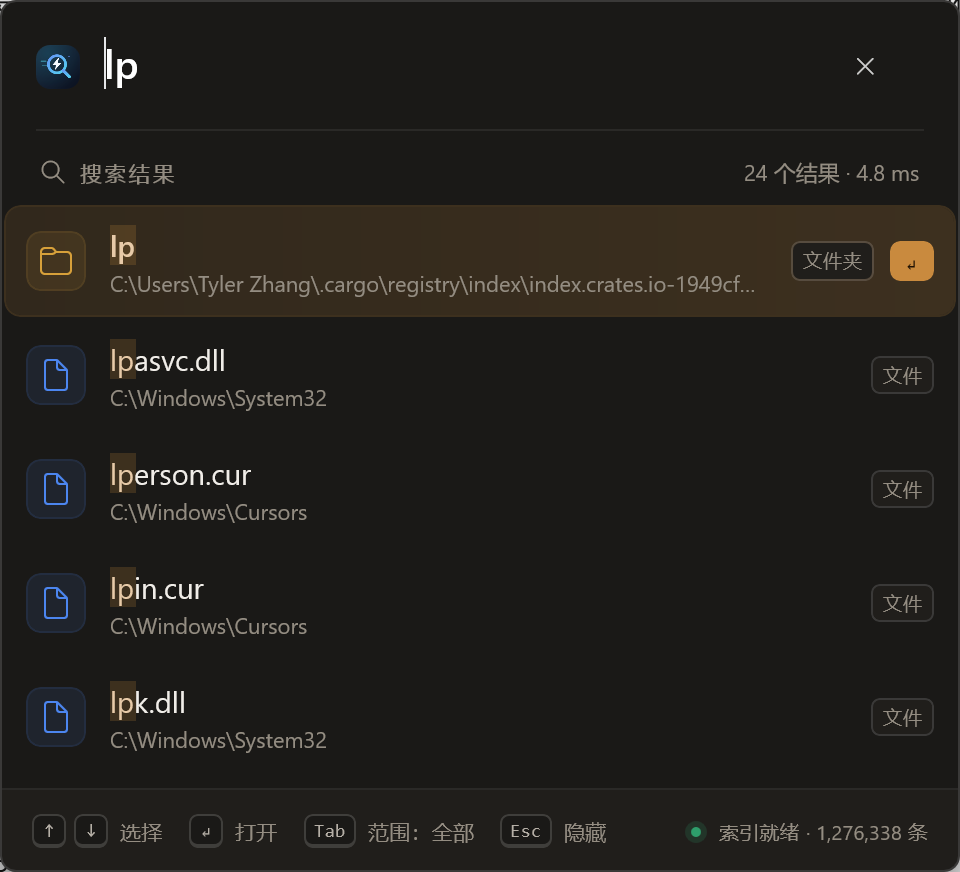 lp
搜索结果 24 个结果 · 4.8 ms
lp
C:\Users\Tyler Zhang\.cargo\registry\index\index.crates.io-1949cf...
文件夹
lpasvc.dll
C:\Windows\System32
文件
lperson.cur
C:\Windows\Cursors
文件
lpin.cur
C:\Windows\Cursors
文件
lpk.dll
C:\Windows\System32
文件
↑ ↓ 选择 ↵ 打开 Tab 范围：全部 Esc 隐藏 索引就绪 · 1,276,338 条